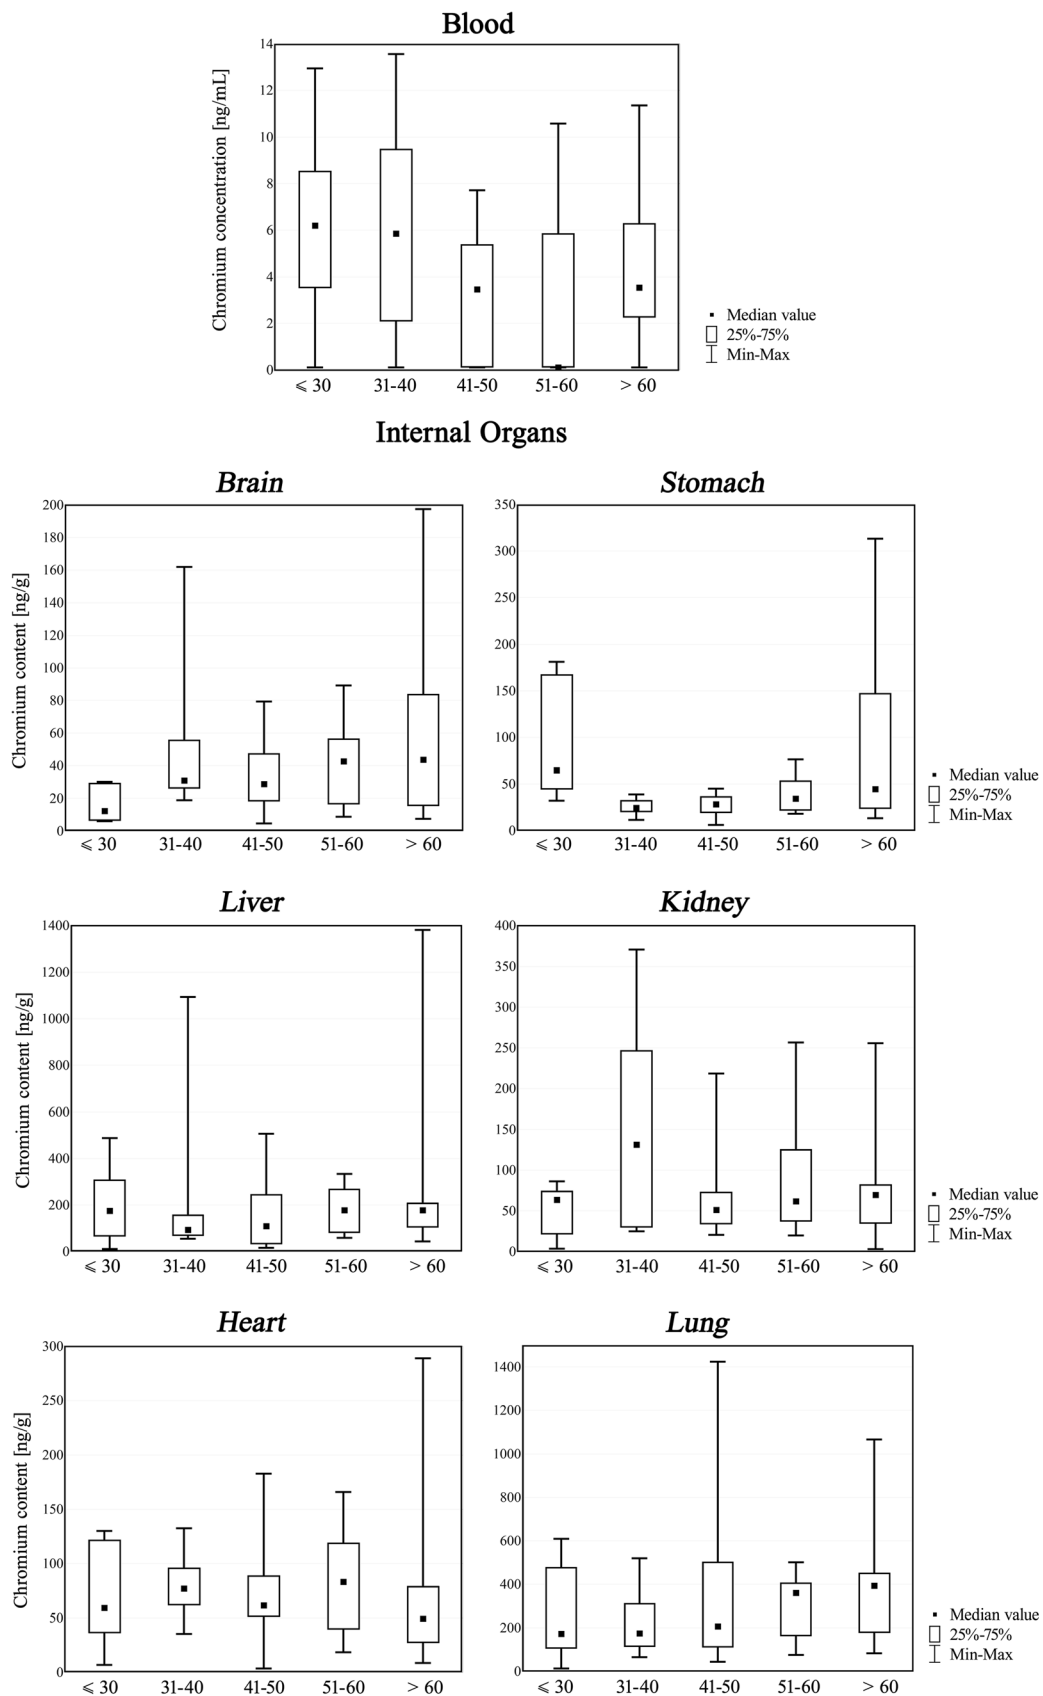 Blood
Chromium concentration [ng/mL]
14
12
10
8
6
4
2
0
⩽ 30 31-40 41-50 51-60 > 60
Median value
25%-75%
Min-Max
Internal Organs
Brain
Chromium content [ng/g]
200
180
160
140
120
100
80
60
40
20
0
⩽ 30 31-40 41-50 51-60 > 60
Stomach
350
300
250
200
150
100
50
0
⩽ 30 31-40 41-50 51-60 > 60
Median value
25%-75%
Min-Max
Liver
Chromium content [ng/g]
1400
1200
1000
800
600
400
200
0
⩽ 30 31-40 41-50 51-60 > 60
Kidney
400
350
300
250
200
150
100
50
0
⩽ 30 31-40 41-50 51-60 > 60
Median value
25%-75%
Min-Max
Heart
Chromium content [ng/g]
300
250
200
150
100
50
0
⩽ 30 31-40 41-50 51-60 > 60
Lung
1400
1200
1000
800
600
400
200
0
⩽ 30 31-40 41-50 51-60 > 60
Median value
25%-75%
Min-Max